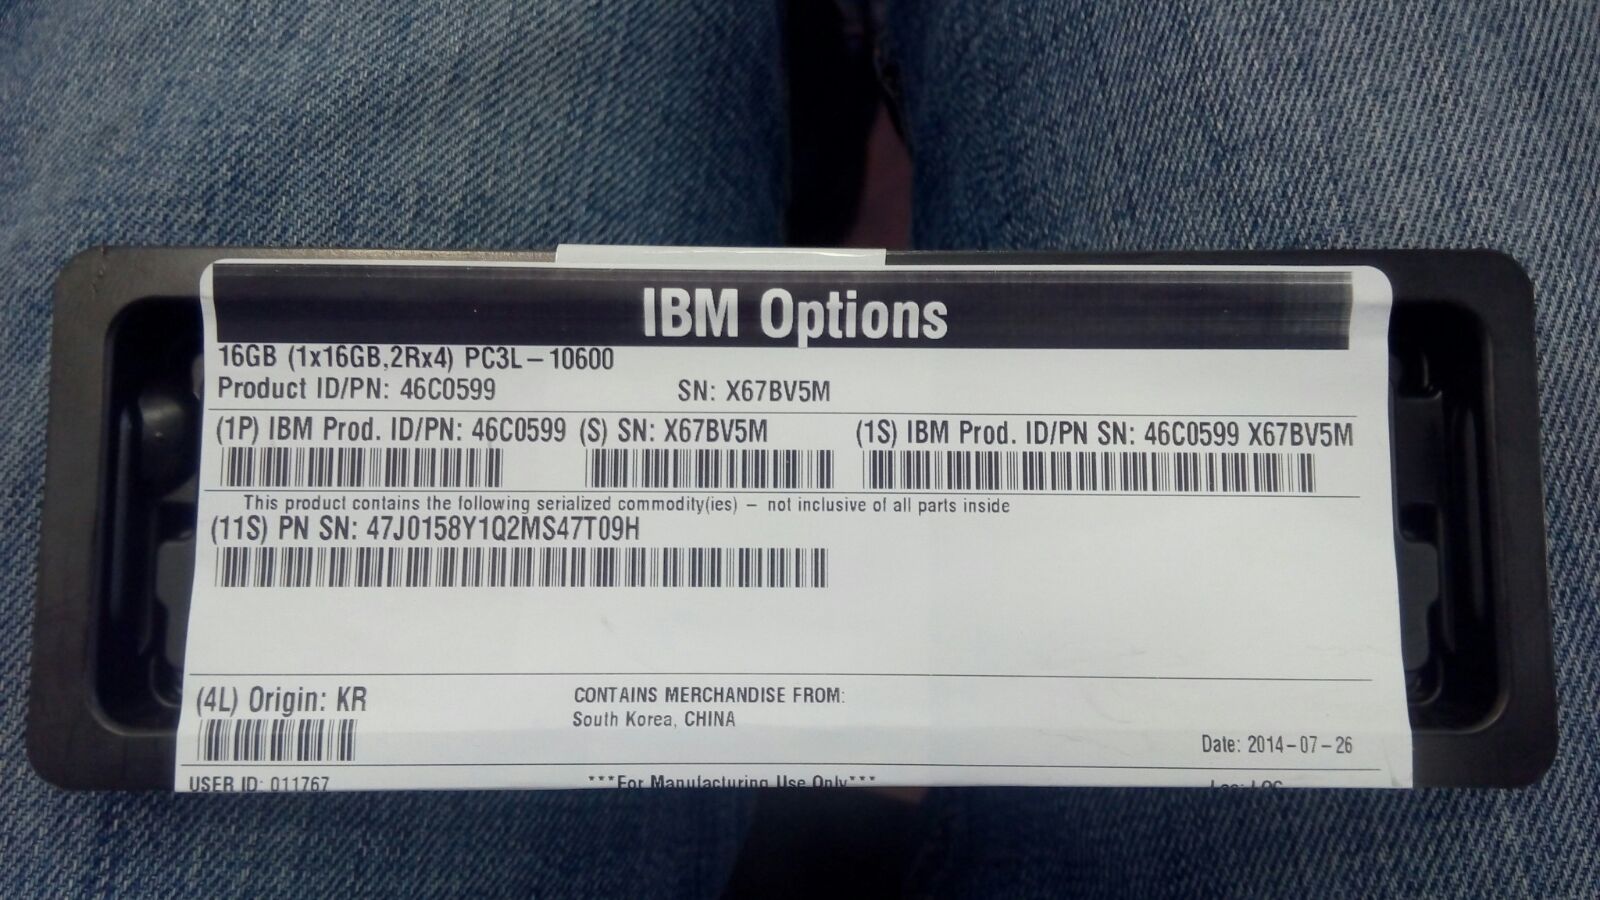 IBM Options
16GB (1x16GB,2Rx4) PC3L-10600
Product ID/PN: 46C0599 SN: X67BV5M
(1P) IBM Prod. ID/PN: 46C0599 (S) SN: X67BV5M (1S) IBM Prod. ID/PN SN: 46C0599 X67BV5M
This product contains the following serialized commodity(ies) - not inclusive of all parts inside
(11S) PN SN: 47J0158Y1Q2MS47T09H
(4L) Origin: KR
CONTAINS MERCHANDISE FROM:
South Korea, CHINA
Date: 2014-07-26
USER ID: 011767 ***For Manufacturing Use Only***